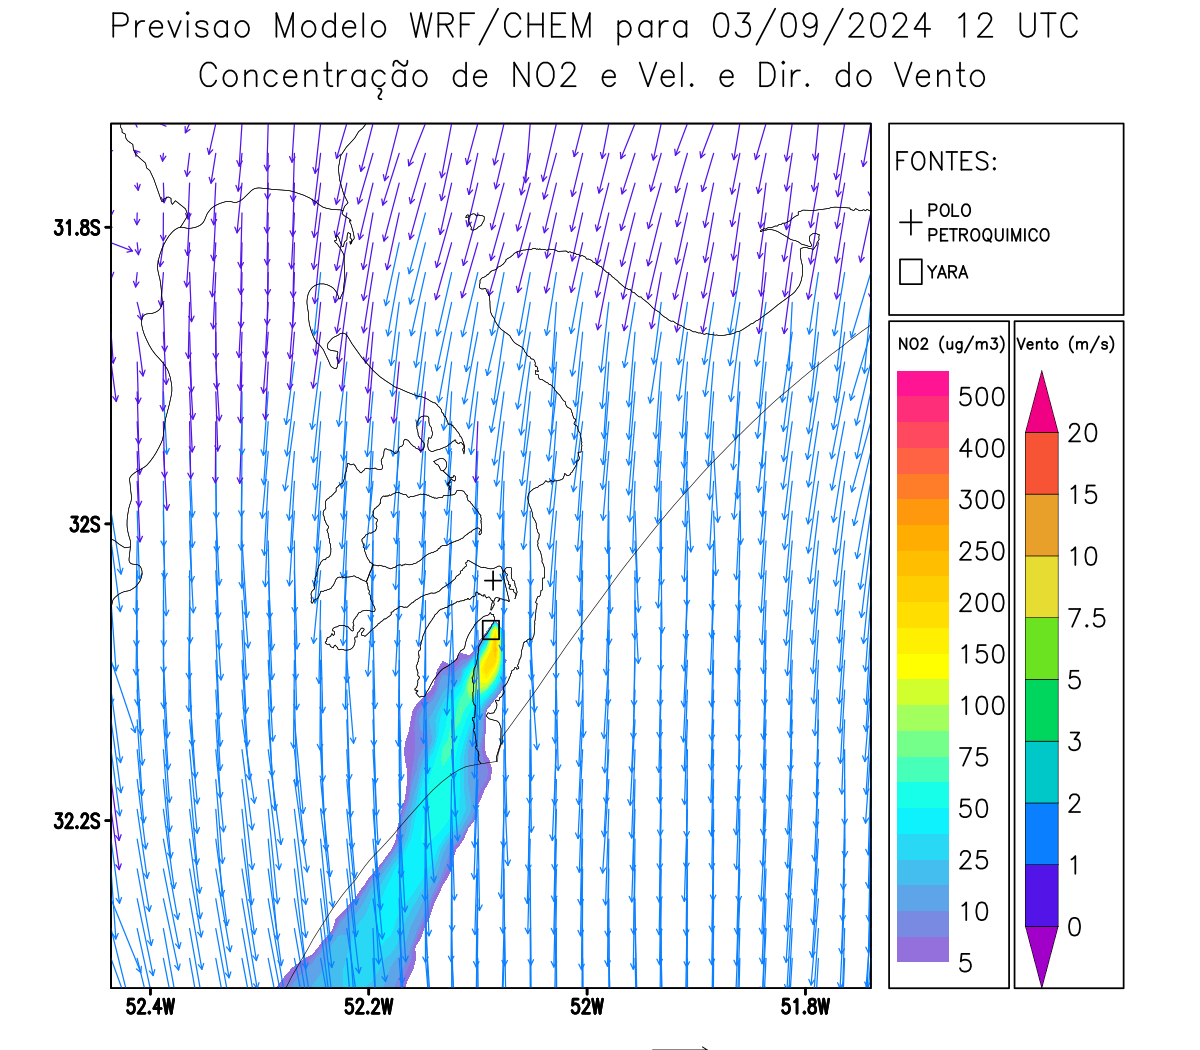 Previsao Modelo WRF/CHEM para 03/09/2024 12 UTC
Concentração de NO2 e Vel. e Dir. do Vento
FONTES:
POLO
PETROQUIMICO
YARA
NO2 (ug/m3)
500
400
300
250
200
150
100
75
50
25
10
5
Vento (m/s)
20
15
10
7.5
5
3
2
1
0
31.8S
32S
32.2S
52.4W
52.2W
52W
51.8W